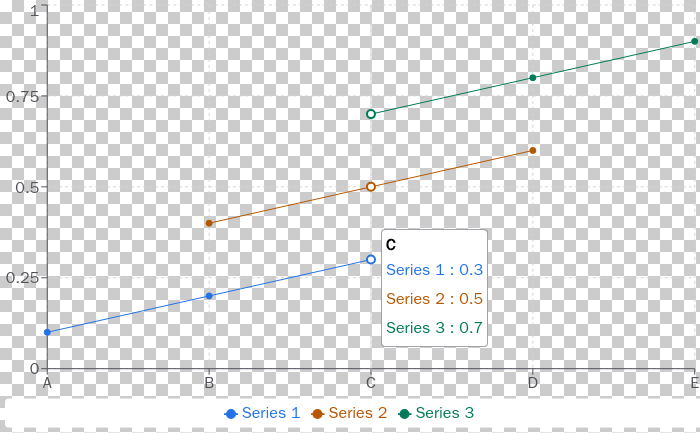 1
0.75
0.5
0.25
0
A B C D E
C
Series 1 : 0.3
Series 2 : 0.5
Series 3 : 0.7
Series 1 Series 2 Series 3